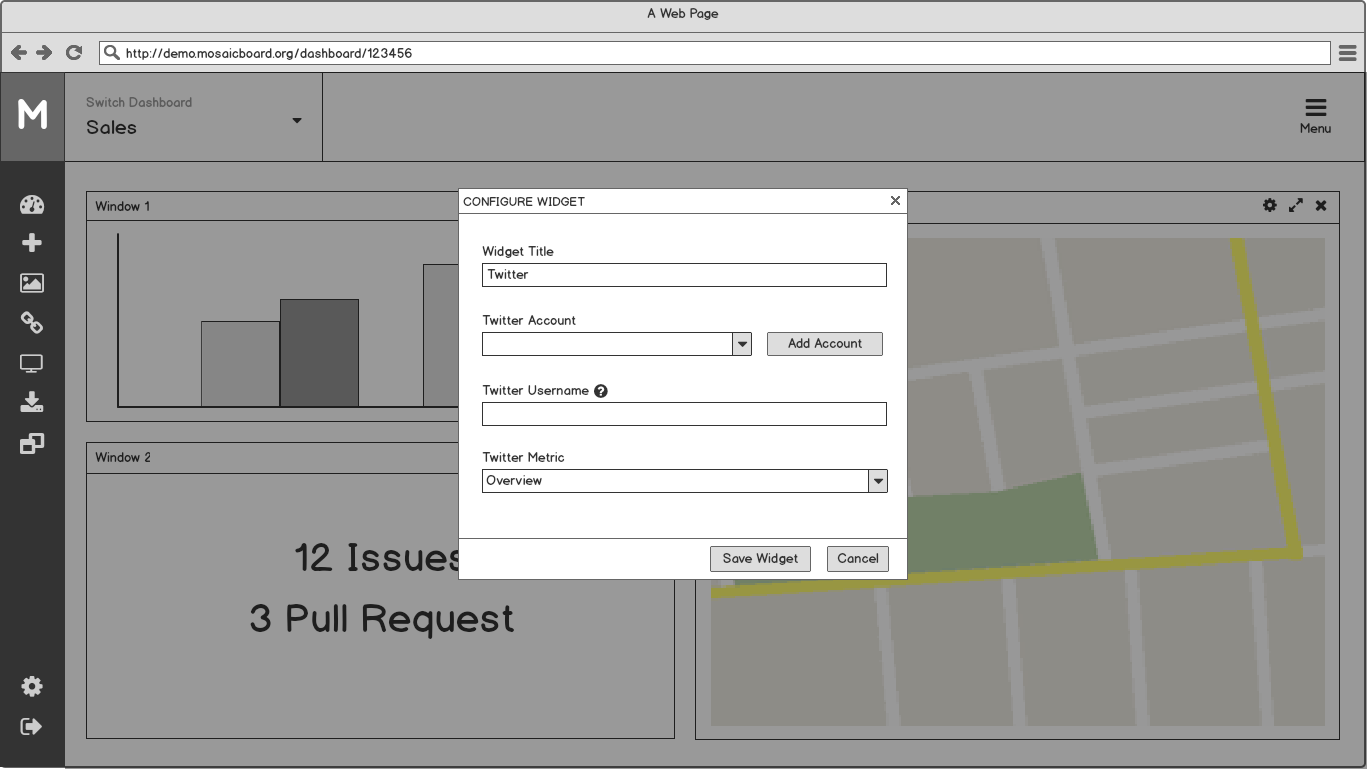 A Web Page
http://demo.mosaicboard.org/dashboard/123456
M
Switch Dashboard
Sales
Menu
Window 1
CONFIGURE WIDGET
Widget Title
Twitter
Twitter Account
Add Account
Twitter Username ?
Twitter Metric
Overview
Save Widget Cancel
Window 2
12 Issues
3 Pull Request